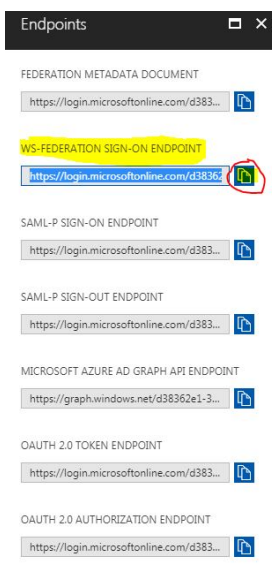 Endpoints
FEDERATION METADATA DOCUMENT
https://login.microsoftonline.com/d383...
WS-FEDERATION SIGN-ON ENDPOINT
https://login.microsoftonline.com/d38362
SAML-P SIGN-ON ENDPOINT
https://login.microsoftonline.com/d383...
SAML-P SIGN-OUT ENDPOINT
https://login.microsoftonline.com/d383...
MICROSOFT AZURE AD GRAPH API ENDPOINT
https://graph.windows.net/d38362e1-3...
OAUTH 2.0 TOKEN ENDPOINT
https://login.microsoftonline.com/d383...
OAUTH 2.0 AUTHORIZATION ENDPOINT
https://login.microsoftonline.com/d383...